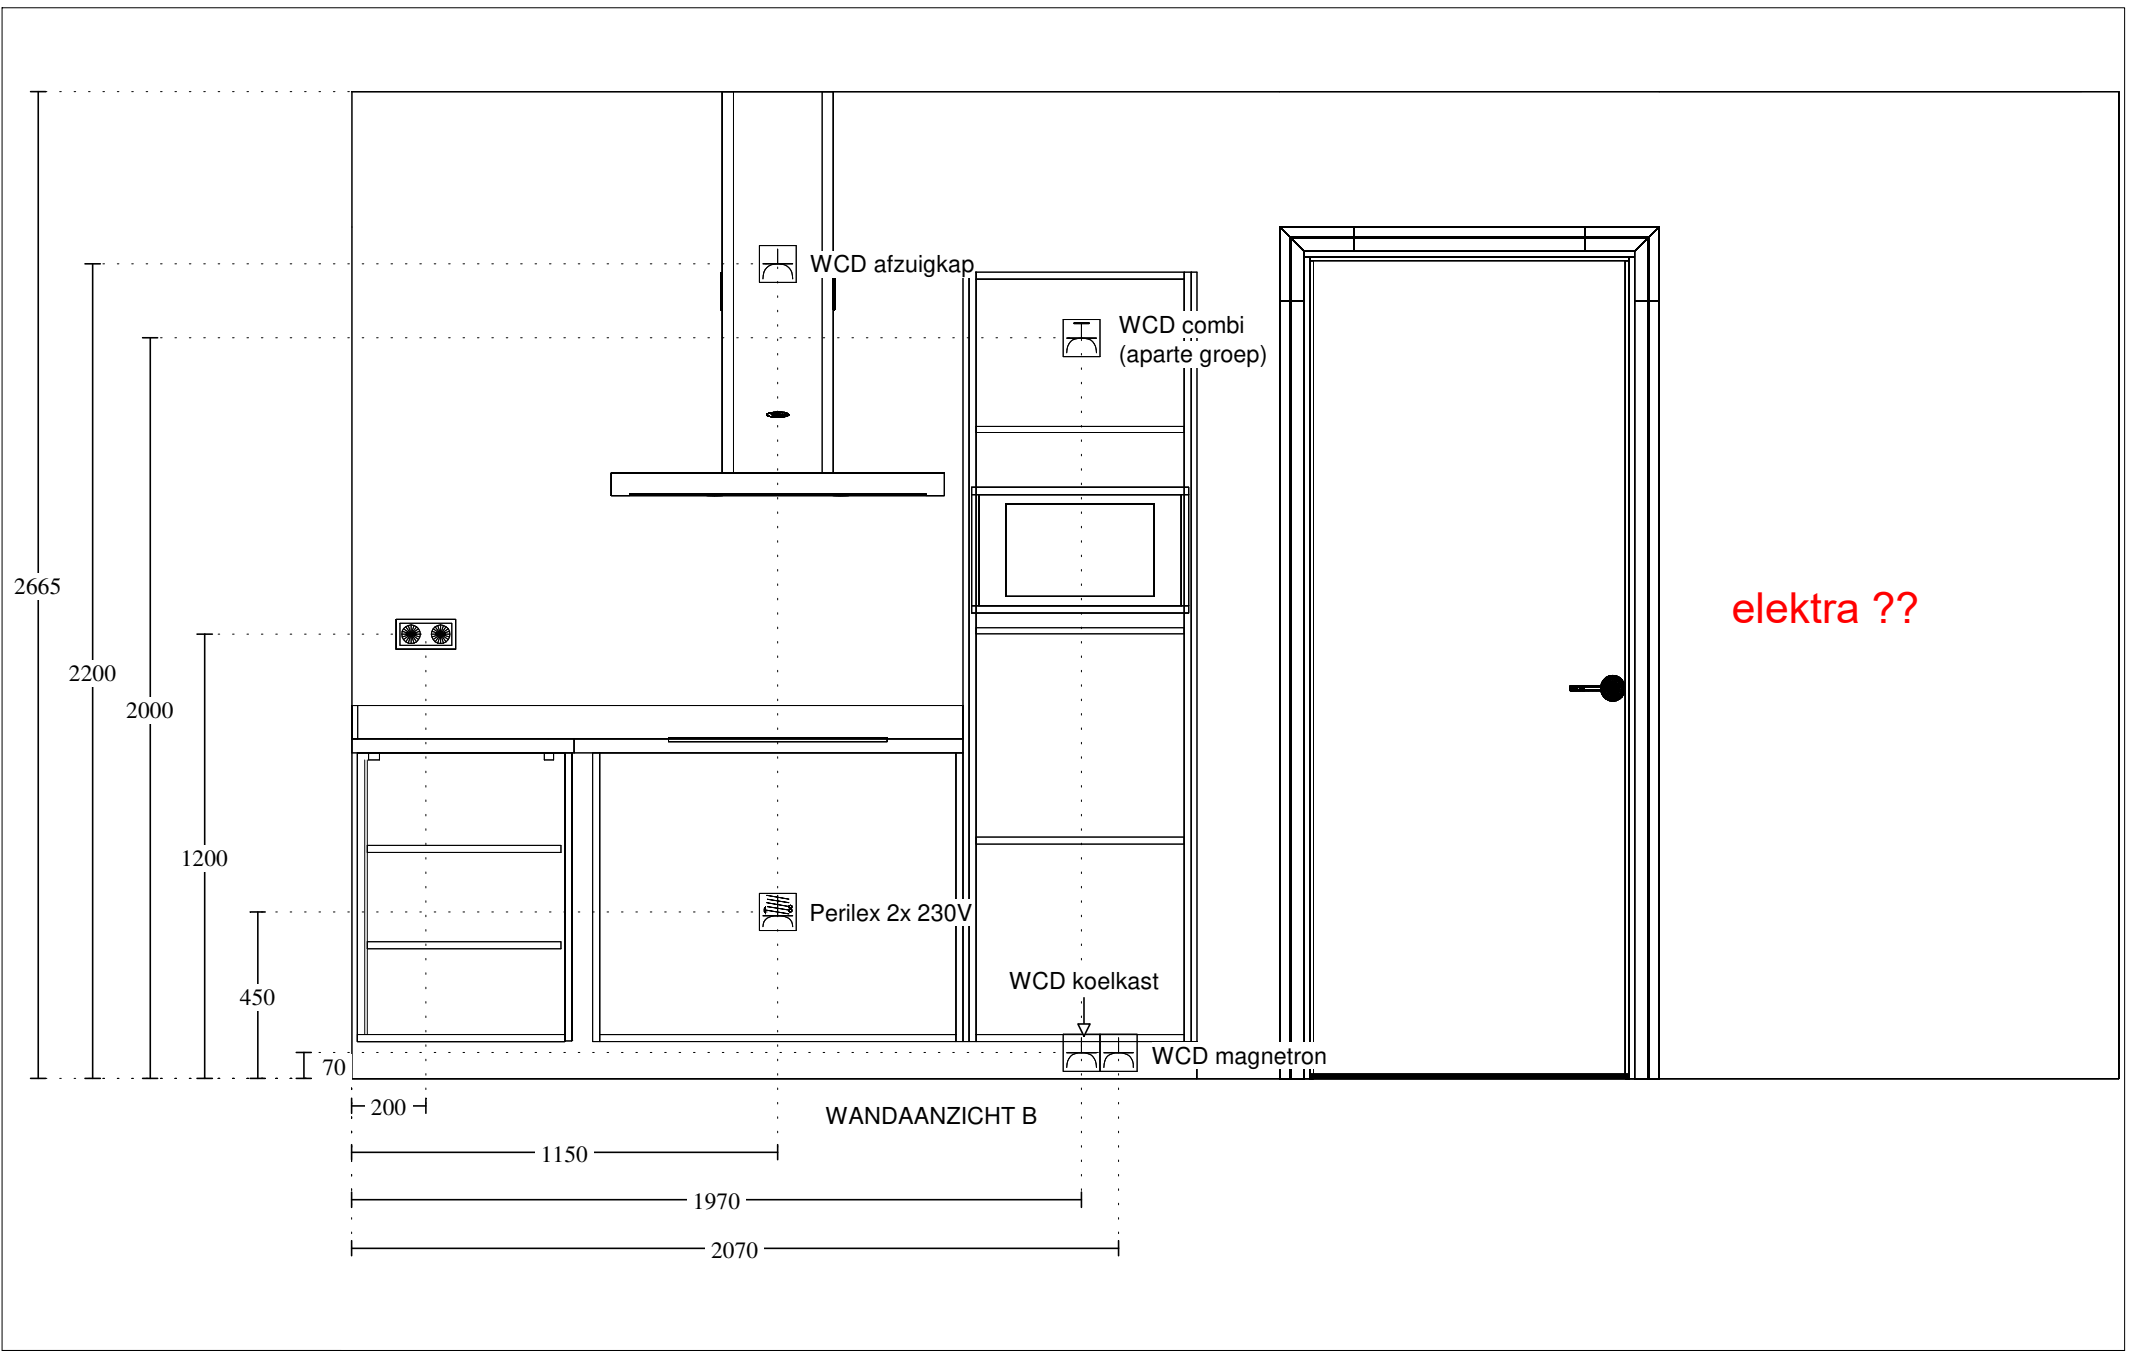 WCD afzuigkap
WCD combi
(aparte groep)
2665
elektra ??
2200
2000
1200
Perilex 2x 230V
WCD koelkast
450
WCD magnetron
70
200
WANDAANZICHT B
1150
1970
2070